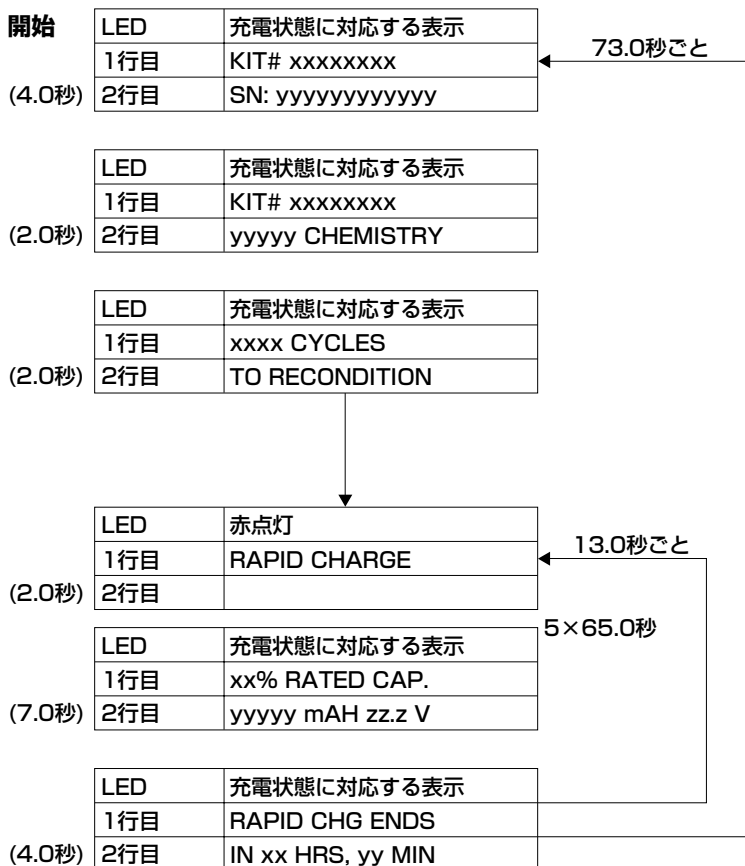 開始
LED 充電状態に対応する表示
1行目 KIT# xxxxxxxx
(4.0秒) 2行目 SN: yyyyyyyyyyyy
73.0秒ごと
LED 充電状態に対応する表示
1行目 KIT# xxxxxxxx
(2.0秒) 2行目 yyyyy CHEMISTRY
LED 充電状態に対応する表示
1行目 xxxx CYCLES
(2.0秒) 2行目 TO RECONDITION
LED 赤点灯
1行目 RAPID CHARGE
(2.0秒) 2行目
13.0秒ごと
5×65.0秒
LED 充電状態に対応する表示
1行目 xx% RATED CAP.
(7.0秒) 2行目 yyyyy mAH zz.z V
LED 充電状態に対応する表示
1行目 RAPID CHG ENDS
(4.0秒) 2行目 IN xx HRS, yy MIN